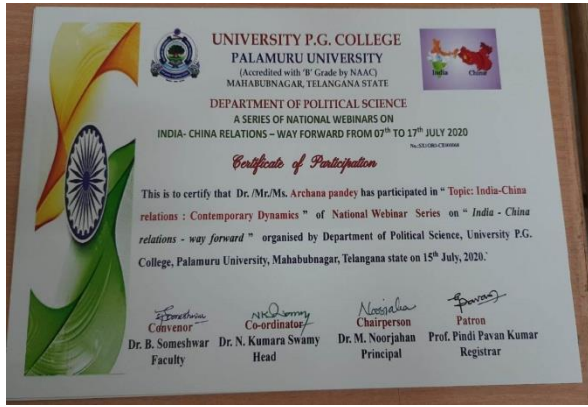 UNIVERSITY P.G. COLLEGE
PALAMURU UNIVERSITY
(Accredited with 'B' Grade by NAAC)
MAHABUBNAGAR, TELANGANA STATE
India China
DEPARTMENT OF POLITICAL SCIENCE
A SERIES OF NATIONAL WEBINARS ON
INDIA- CHINA RELATIONS – WAY FORWARD FROM 07th TO 17th JULY 2020
Certificate of Participation
This is to certify that Dr. /Mr./Ms. Archana pandey has participated in " Topic: India-China
relations : Contemporary Dynamics " of National Webinar Series on " India - China
relations - way forward " organised by Department of Political Science, University P.G.
College, Palamuru University, Mahabubnagar, Telangana state on 15th July, 2020.'
Convenor Co-ordinator Chairperson Patron
Dr. B. Someshwar Dr. N. Kumara Swamy Dr. M. Noorjahan Prof. Pindi Pavan Kumar
Faculty Head Principal Registrar